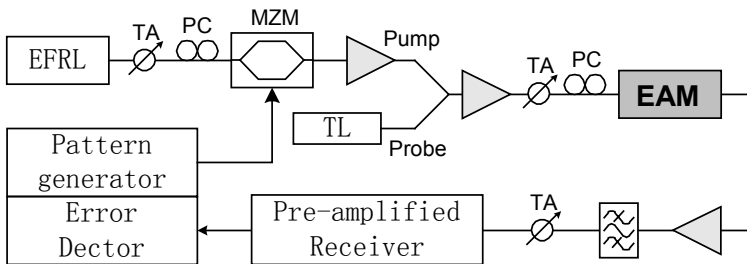 MZM
PC
TA
EFRL
Pump
TA
PC
EAM
TL
Probe
Pattern
generator
Error
Dector
Pre-amplified
Receiver
TA